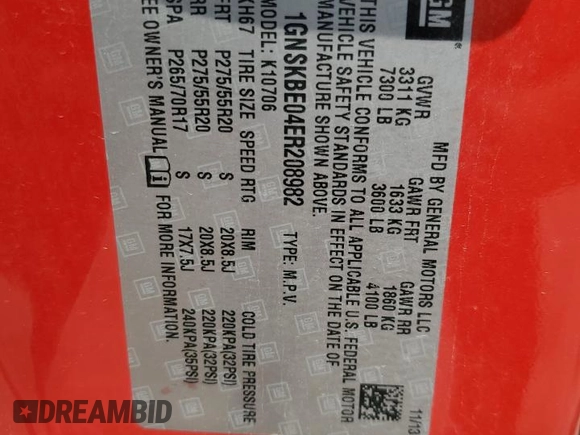 GM
MFD BY GENERAL MOTORS LLC 11/13
GVWR GAWR FRT GAWR RR
3311 KG 1633 KG 1860 KG
7300 LB 3600 LB 4100 LB
THIS VEHICLE CONFORMS TO ALL APPLICABLE U.S. FEDERAL MOTOR
VEHICLE SAFETY STANDARDS IN EFFECT ON THE DATE OF
MANUFACTURE SHOWN ABOVE.
1GNSKBE04ER208982 TYPE: M.P.V.
MODEL: K10706
KH67 TIRE SIZE SPEED RTG RIM COLD TIRE PRESSURE
FRT P275/55R20 S 20X8.5J 220KPA(32PSI)
RR P275/55R20 S 20X8.5J 220KPA(32PSI)
SPA P265/70R17 S 17X7.5J 240KPA(35PSI)
SEE OWNER'S MANUAL FOR MORE INFORMATION.
DREAMBID